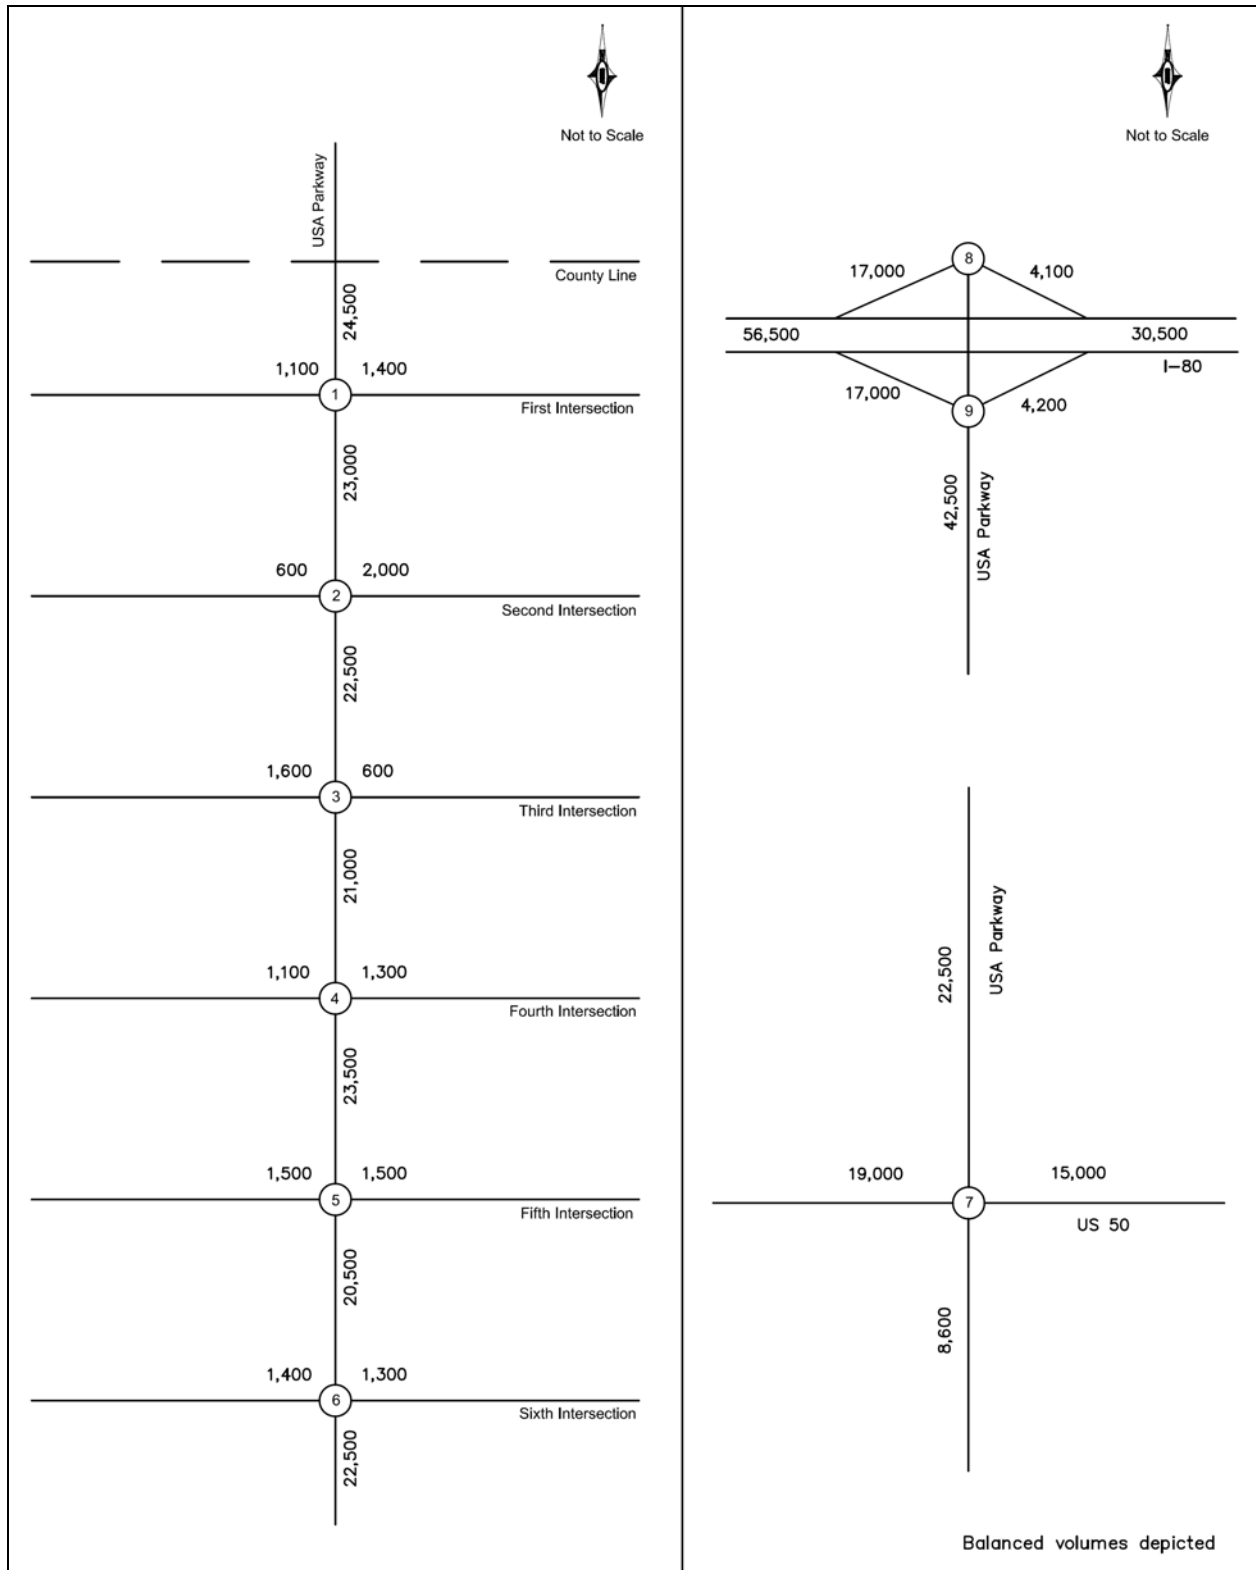 Not to Scale
USA Parkway
County Line
24,500
1,100 1,400
1
First Intersection
23,000
600 2,000
2
Second Intersection
22,500
1,600 600
3
Third Intersection
21,000
1,100 1,300
4
Fourth Intersection
23,500
1,500 1,500
5
Fifth Intersection
20,500
1,400 1,300
6
Sixth Intersection
22,500
Not to Scale
8
17,000 4,100
56,500 30,500
I-80
17,000 4,200
9
42,500
USA Parkway
22,500
USA Parkway
19,000 15,000
7
US 50
8,600
Balanced volumes depicted